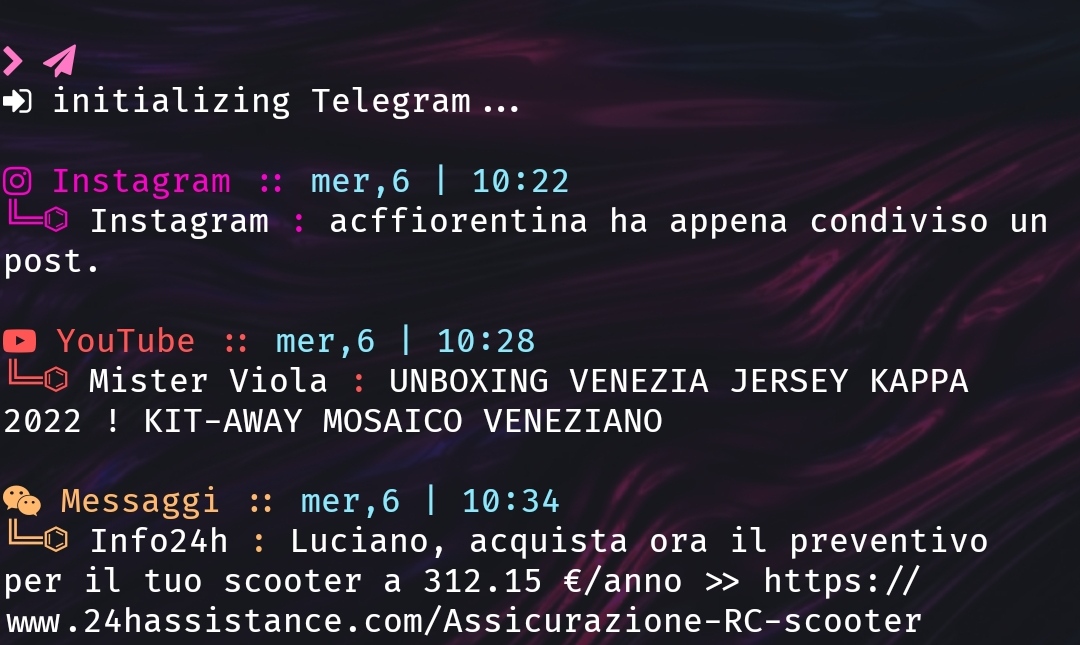 initializing Telegram...
Instagram :: mer,6 | 10:22
Instagram : acffiorentina ha appena condiviso un
post.
YouTube :: mer,6 | 10:28
Mister Viola : UNBOXING VENEZIA JERSEY KAPPA
2022 ! KIT-AWAY MOSAICO VENEZIANO
Messaggi :: mer,6 | 10:34
Info24h : Luciano, acquista ora il preventivo
per il tuo scooter a 312.15 €/anno >> https://
www.24hassistance.com/Assicurazione-RC-scooter